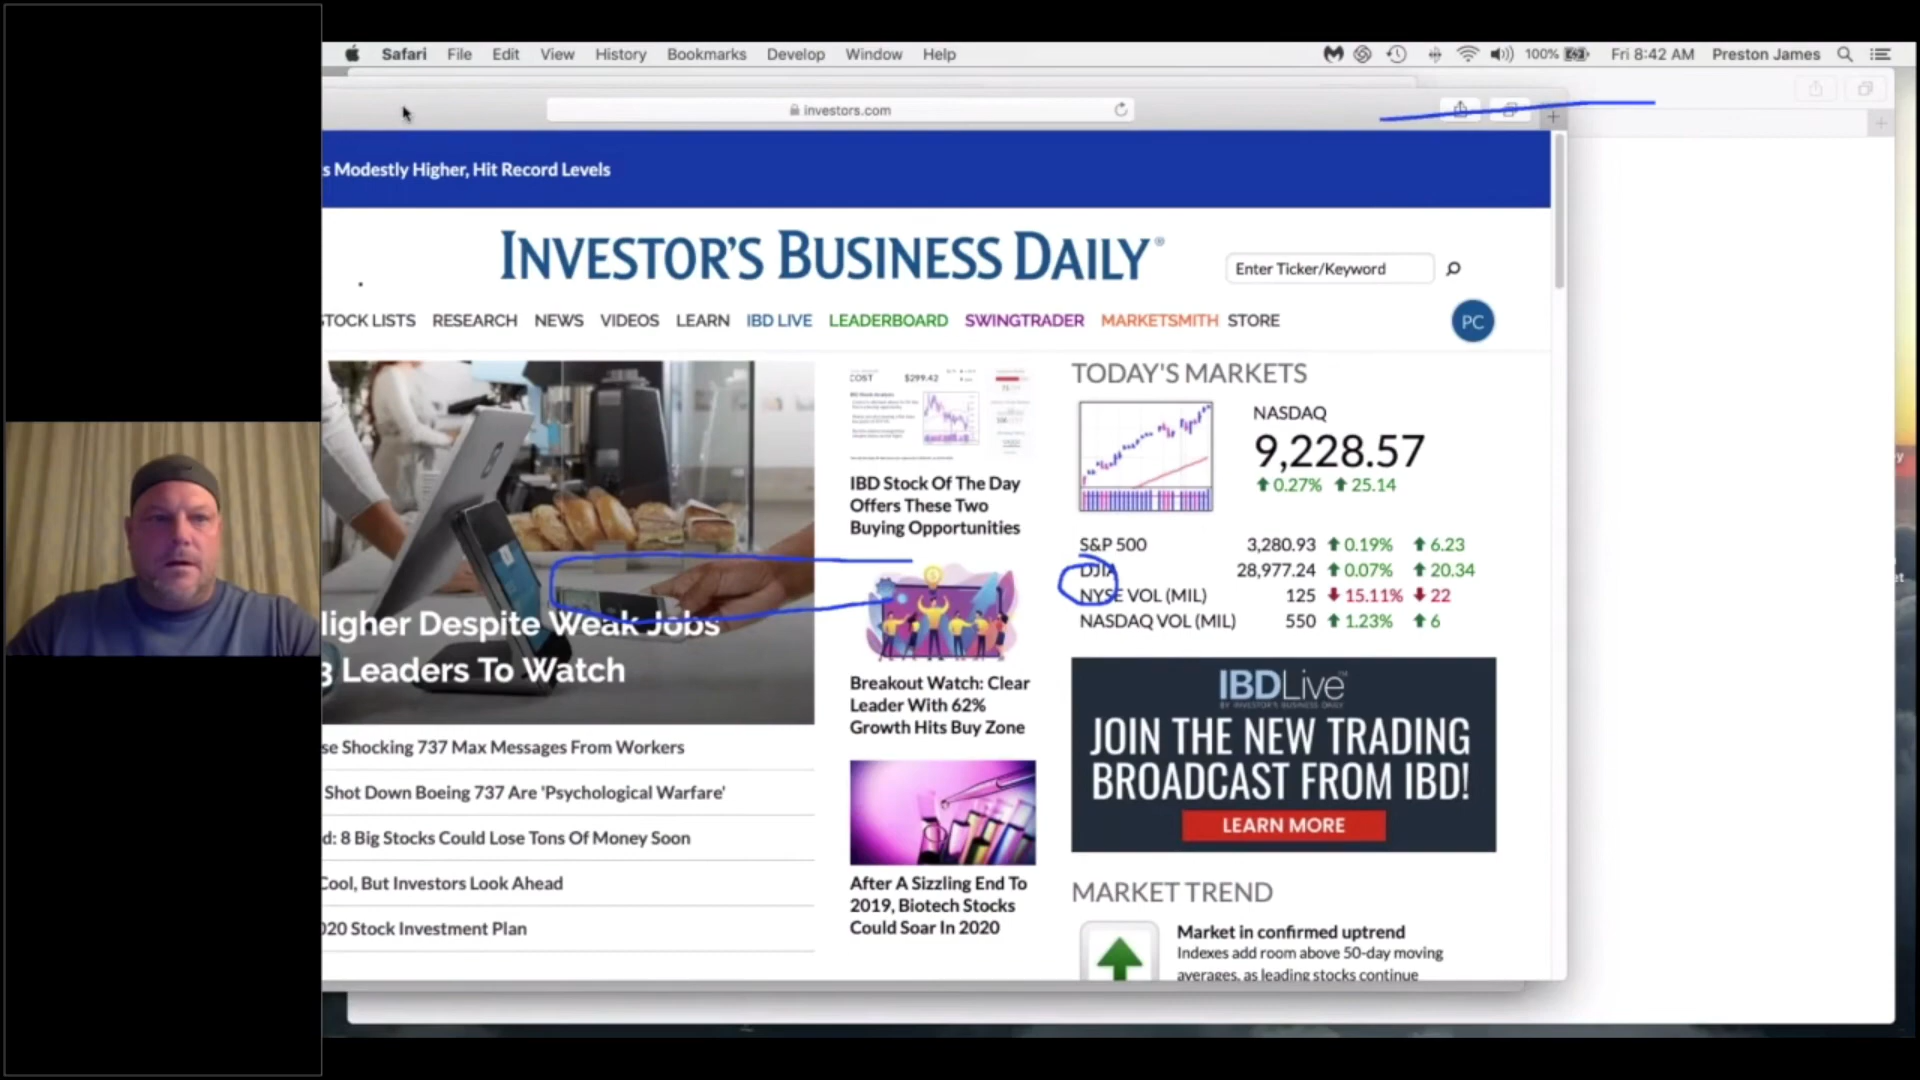 Safari File Edit View History Bookmarks Develop Window Help 100% Fri 8:42 AM Preston James
investors.com
s Modestly Higher, Hit Record Levels
INVESTOR'S BUSINESS DAILY®
Enter Ticker/Keyword
STOCK LISTS RESEARCH NEWS VIDEOS LEARN IBD LIVE LEADERBOARD SWINGTRADER MARKETSMITH STORE
PC
Higher Despite Weak Jobs
3 Leaders To Watch
se Shocking 737 Max Messages From Workers
Shot Down Boeing 737 Are 'Psychological Warfare'
d: 8 Big Stocks Could Lose Tons Of Money Soon
Cool, But Investors Look Ahead
020 Stock Investment Plan
COST $299.42
IBD Stock Of The Day
Offers These Two
Buying Opportunities
Breakout Watch: Clear
Leader With 62%
Growth Hits Buy Zone
After A Sizzling End To
2019, Biotech Stocks
Could Soar In 2020
TODAY'S MARKETS
NASDAQ
9,228.57
0.27% 25.14
S&P 500 3,280.93 0.19% 6.23
DJIA 28,977.24 0.07% 20.34
NYSE VOL (MIL) 125 15.11% 22
NASDAQ VOL (MIL) 550 1.23% 6
IBDLive
BY INVESTOR'S BUSINESS DAILY
JOIN THE NEW TRADING
BROADCAST FROM IBD!
LEARN MORE
MARKET TREND
Market in confirmed uptrend
Indexes add room above 50-day moving
averages, as leading stocks continue